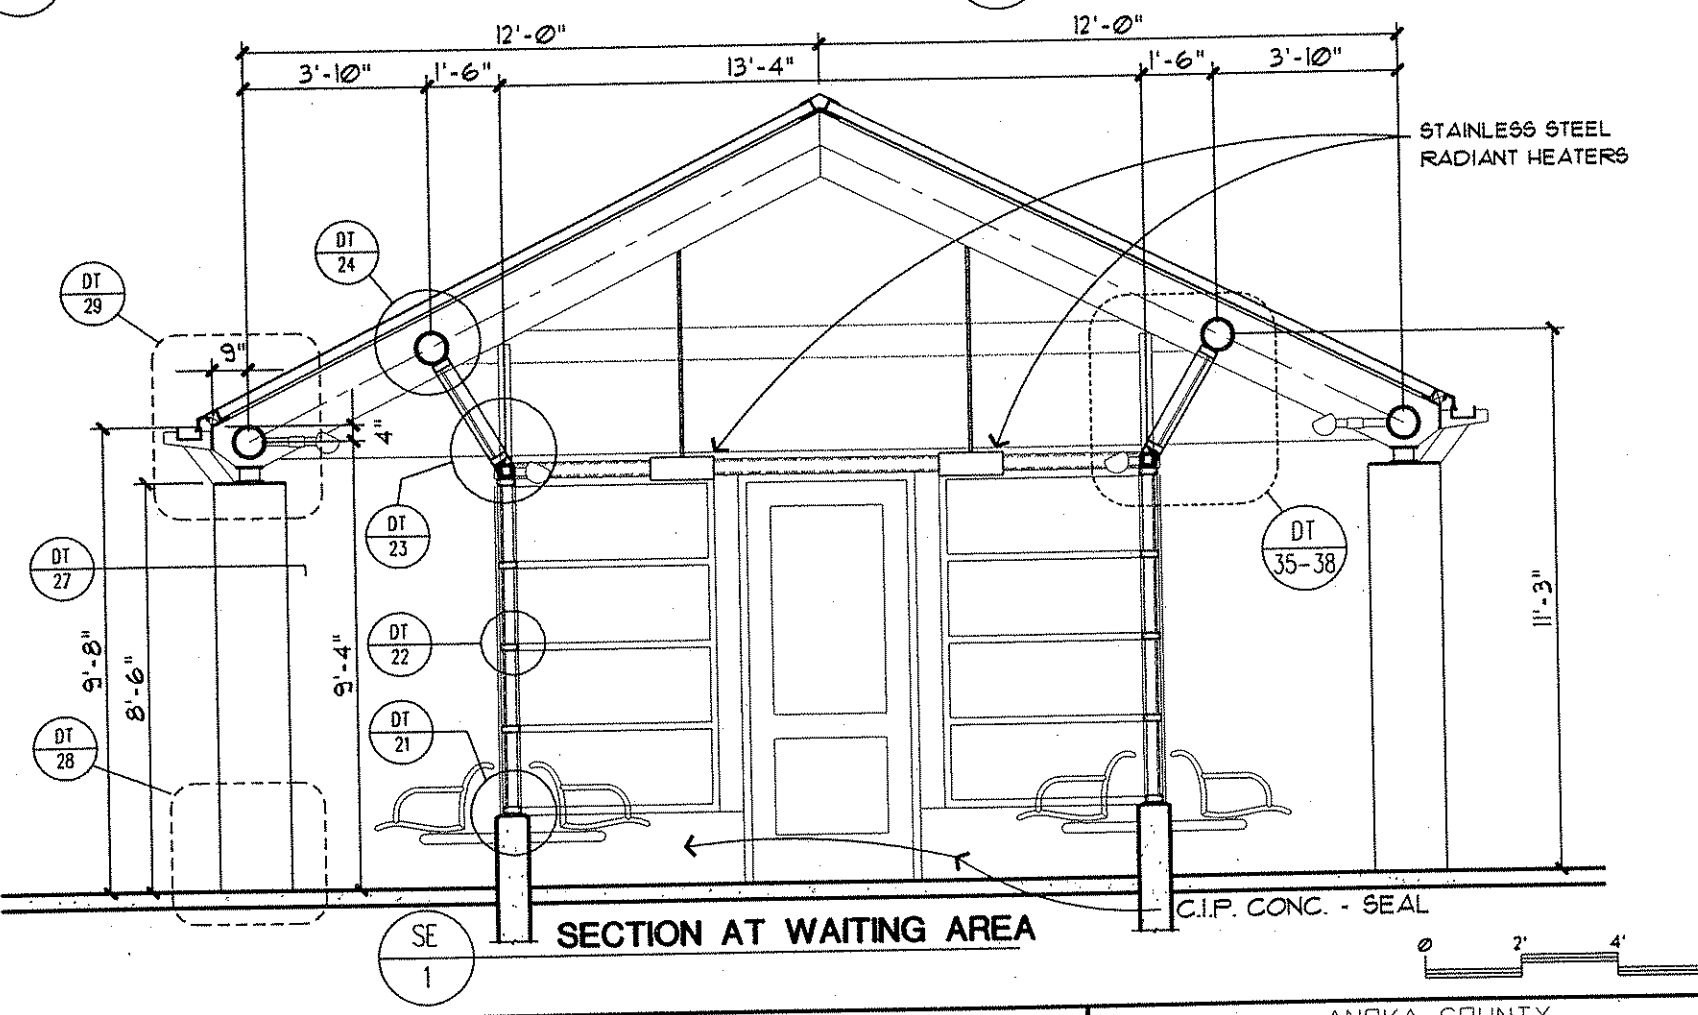 12'-0"
12'-0"
3'-10"
1'-6"
13'-4"
1'-6"
3'-10"
STAINLESS STEEL
RADIANT HEATERS
DT
24
DT
29
9"
4"
DT
23
DT
35-38
DT
27
11'-3"
9'-8"
8'-6"
9'-4"
DT
22
DT
21
DT
28
C.I.P. CONC. - SEAL
SE
1
SECTION AT WAITING AREA
0 2' 4'
ANOKA COUNTY